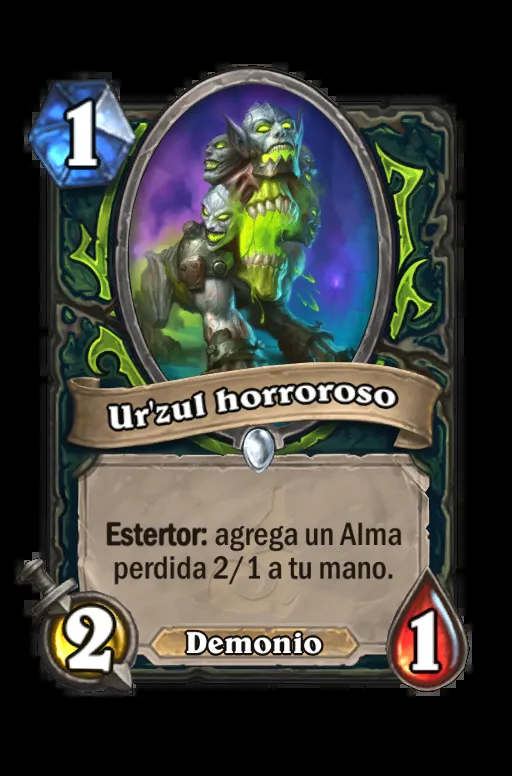 1
Ur'zul horroroso
Estertor: agrega un Alma
perdida 2/1 a tu mano.
2
Demonio
1